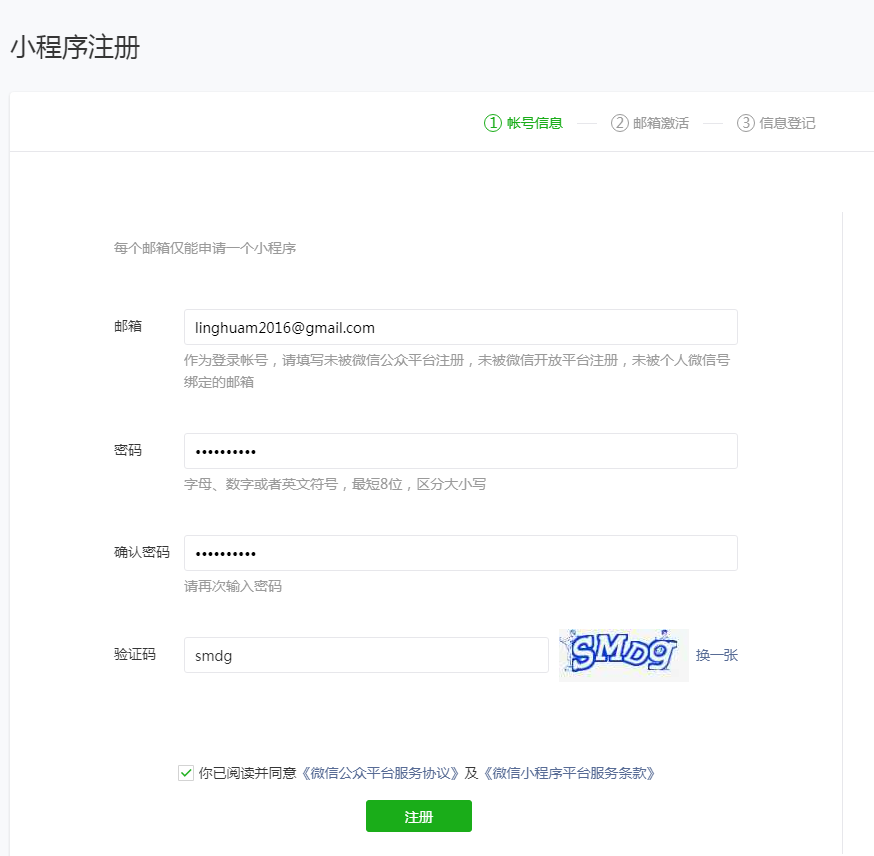 小程序注册
① 帐号信息 ② 邮箱激活 ③ 信息登记
每个邮箱仅能申请一个小程序
邮箱 linghuam2016@gmail.com
作为登录帐号，请填写未被微信公众平台注册，未被微信开放平台注册，未被个人微信号
绑定的邮箱
密码 ••••••••••
字母、数字或者英文符号，最短8位，区分大小写
确认密码 ••••••••••
请再次输入密码
验证码 smdg SMDg 换一张
你已阅读并同意《微信公众平台服务协议》及《微信小程序平台服务条款》
注册